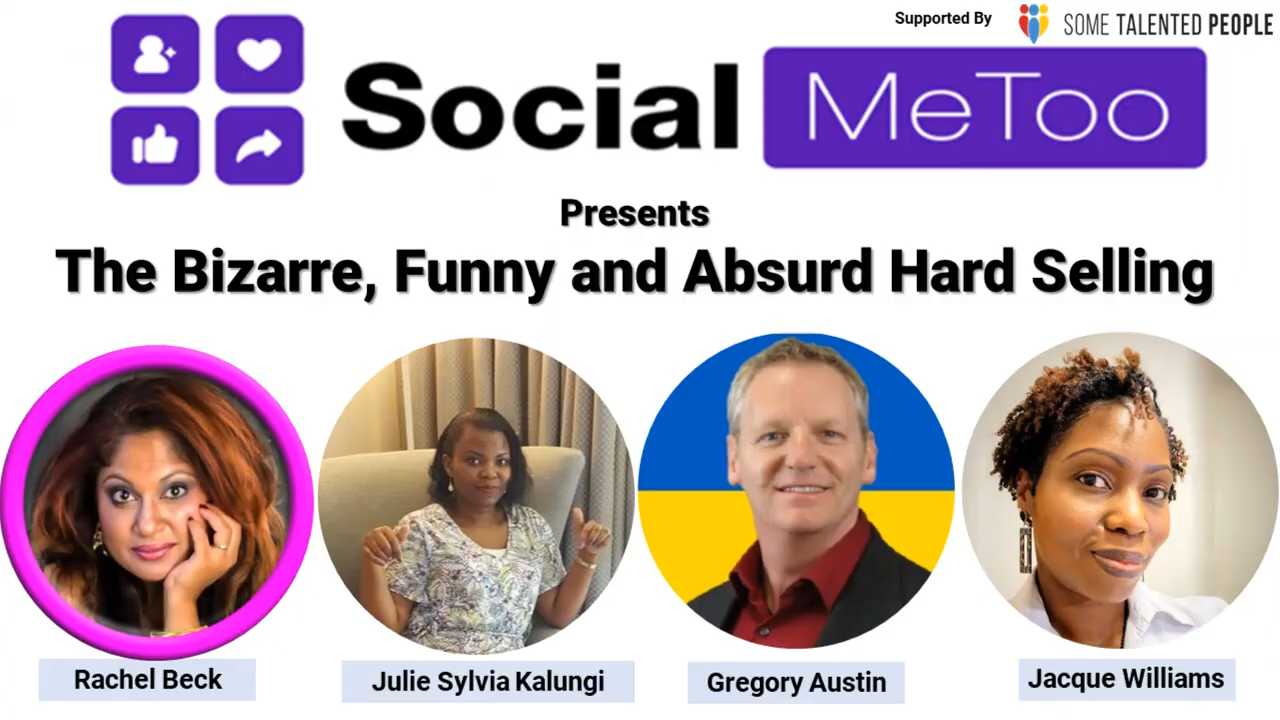 Supported By SOME TALENTED PEOPLE
Social MeToo
Presents
The Bizarre, Funny and Absurd Hard Selling
Rachel Beck
Julie Sylvia Kalungi
Gregory Austin
Jacque Williams